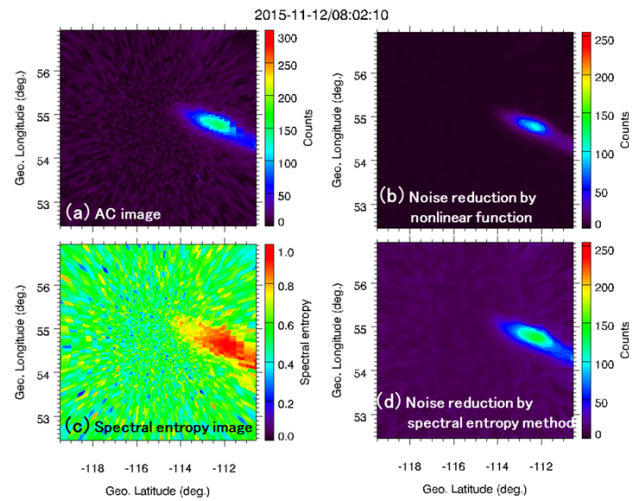 2015-11-12/08:02:10
56
55
54
53
Geo. Longitude (deg.)
(a) AC image
300
250
200
150
100
50
0
Counts
56
55
54
53
Geo. Longitude (deg.)
(b) Noise reduction by
nonlinear function
250
200
150
100
50
0
Counts
56
55
54
53
Geo. Longitude (deg.)
(c) Spectral entropy image
1.0
0.8
0.6
0.4
0.2
0.0
Spectral entropy
-118 -116 -114 -112
Geo. Latitude (deg.)
56
55
54
53
Geo. Longitude (deg.)
(d) Noise reduction by
spectral entropy method
250
200
150
100
50
0
Counts
-118 -116 -114 -112
Geo. Latitude (deg.)